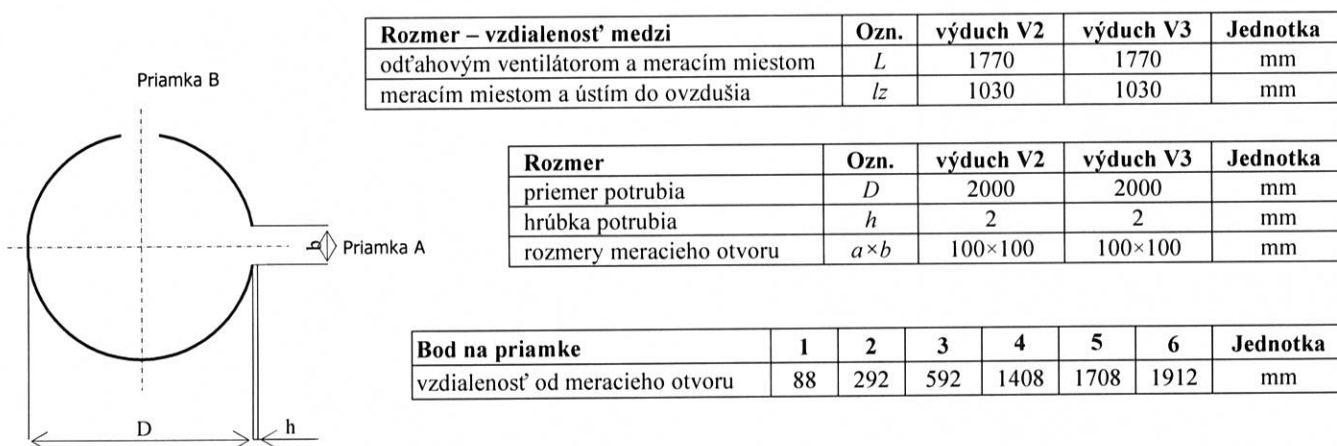 Rozmer – vzdialenosť medzi Ozn. výduch V2 výduch V3 Jednotka
odťahovým ventilátorom a meracím miestom L 1770 1770 mm
meracím miestom a ústím do ovzdušia lz 1030 1030 mm
Priamka B
Rozmer Ozn. výduch V2 výduch V3 Jednotka
priemer potrubia D 2000 2000 mm
hrúbka potrubia h 2 2 mm
rozmery meracieho otvoru a×b 100×100 100×100 mm
b Priamka A
Bod na priamke 1 2 3 4 5 6 Jednotka
vzdialenosť od meracieho otvoru 88 292 592 1408 1708 1912 mm
D h